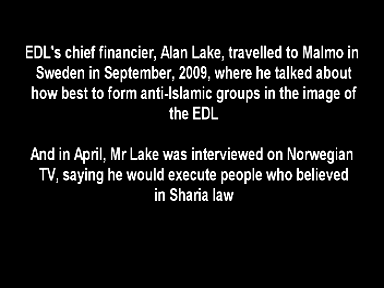 EDL's chief financier, Alan Lake, travelled to Malmo in
Sweden in September, 2009, where he talked about
how best to form anti-Islamic groups in the image of
the EDL
And in April, Mr Lake was interviewed on Norwegian
TV, saying he would execute people who believed
in Sharia law